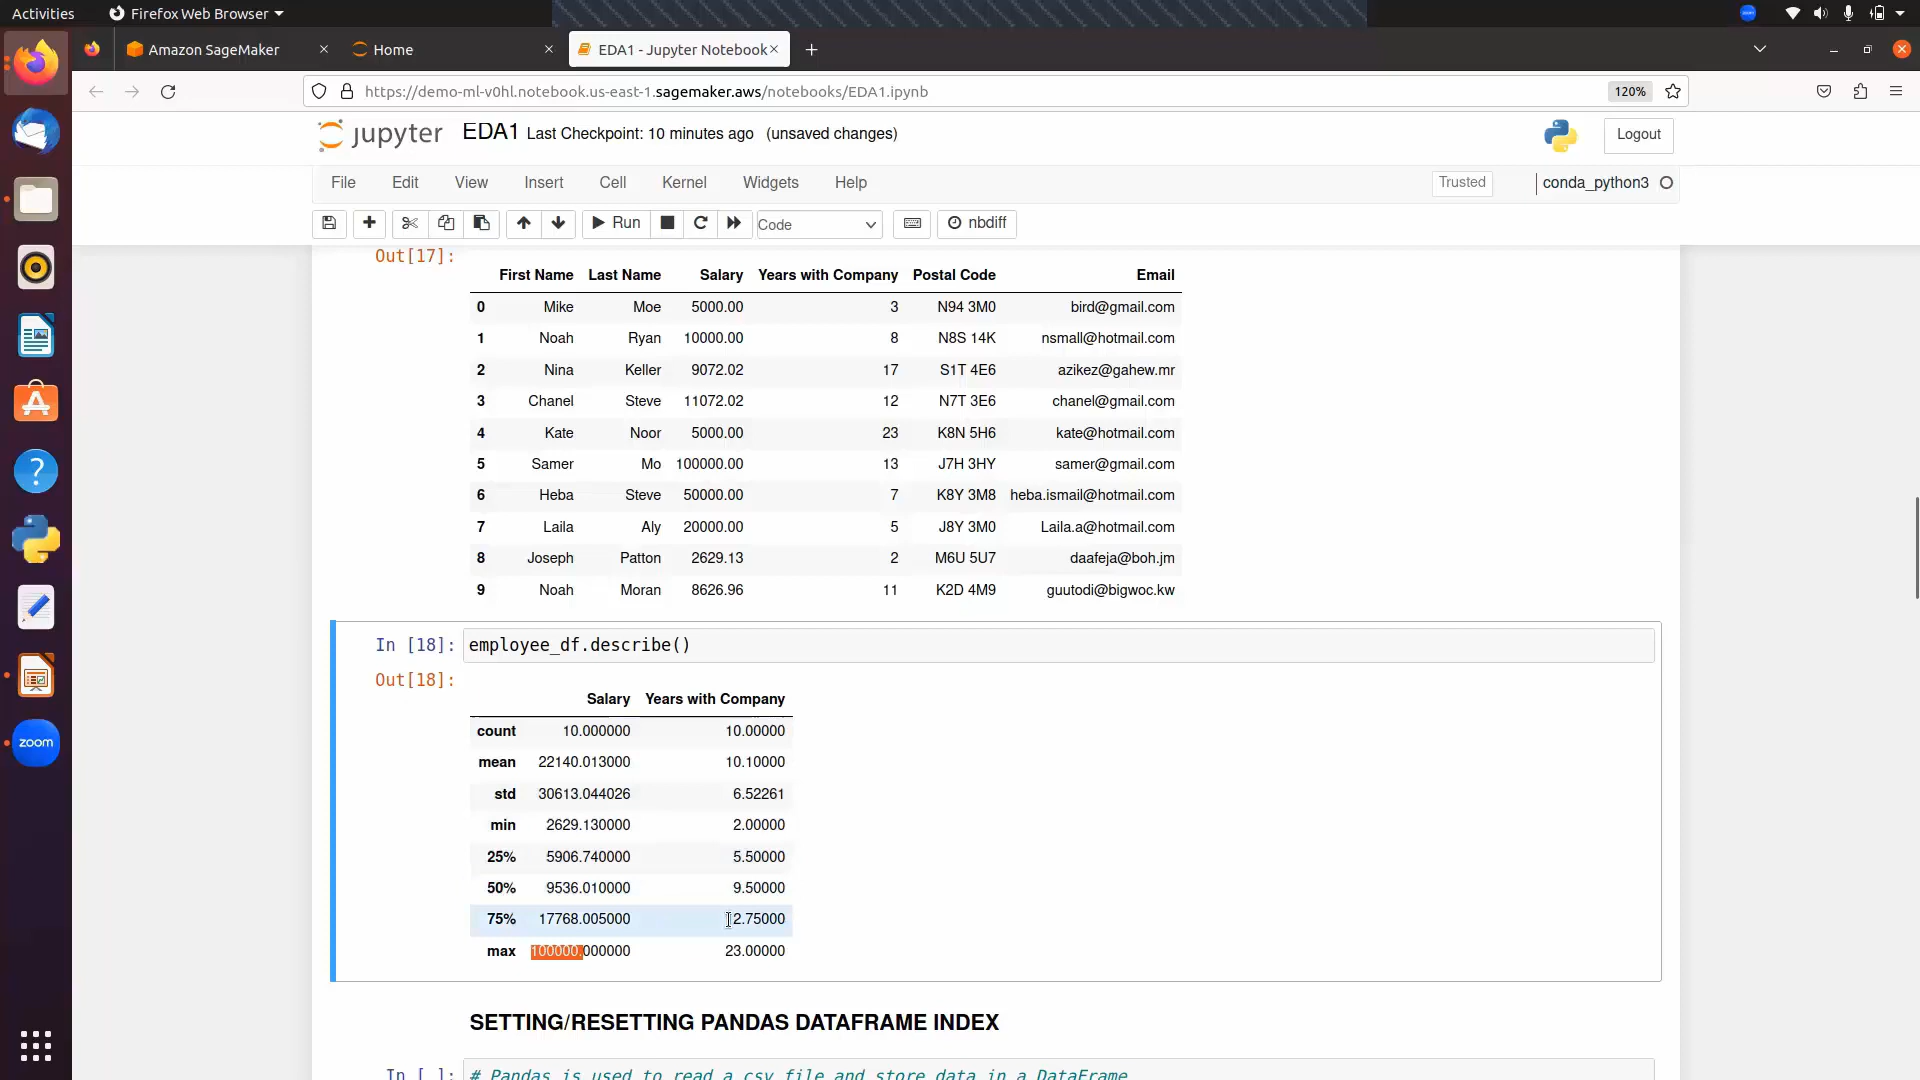 Activities Firefox Web Browser
Amazon SageMaker × Home × EDA1 - Jupyter Notebook × +
https://demo-ml-v0hl.notebook.us-east-1.sagemaker.aws/notebooks/EDA1.ipynb 120%
jupyter EDA1 Last Checkpoint: 10 minutes ago (unsaved changes) Logout
File Edit View Insert Cell Kernel Widgets Help Trusted conda_python3
Run Code nbdiff
Out[17]:
First Name Last Name Salary Years with Company Postal Code Email
0 Mike Moe 5000.00 3 N94 3M0 bird@gmail.com
1 Noah Ryan 10000.00 8 N8S 14K nsmall@hotmail.com
2 Nina Keller 9072.02 17 S1T 4E6 azikez@gahew.mr
3 Chanel Steve 11072.02 12 N7T 3E6 chanel@gmail.com
4 Kate Noor 5000.00 23 K8N 5H6 kate@hotmail.com
5 Samer Mo 100000.00 13 J7H 3HY samer@gmail.com
6 Heba Steve 50000.00 7 K8Y 3M8 heba.ismail@hotmail.com
7 Laila Aly 20000.00 5 J8Y 3M0 Laila.a@hotmail.com
8 Joseph Patton 2629.13 2 M6U 5U7 daafeja@boh.jm
9 Noah Moran 8626.96 11 K2D 4M9 guutodi@bigwoc.kw
In [18]: employee_df.describe()
Out[18]:
Salary Years with Company
count 10.000000 10.00000
mean 22140.013000 10.10000
std 30613.044026 6.52261
min 2629.130000 2.00000
25% 5906.740000 5.50000
50% 9536.010000 9.50000
75% 17768.005000 12.75000
max 100000.000000 23.00000
zoom
SETTING/RESETTING PANDAS DATAFRAME INDEX
In [ ]: # Pandas is used to read a csv file and store data in a DataFrame